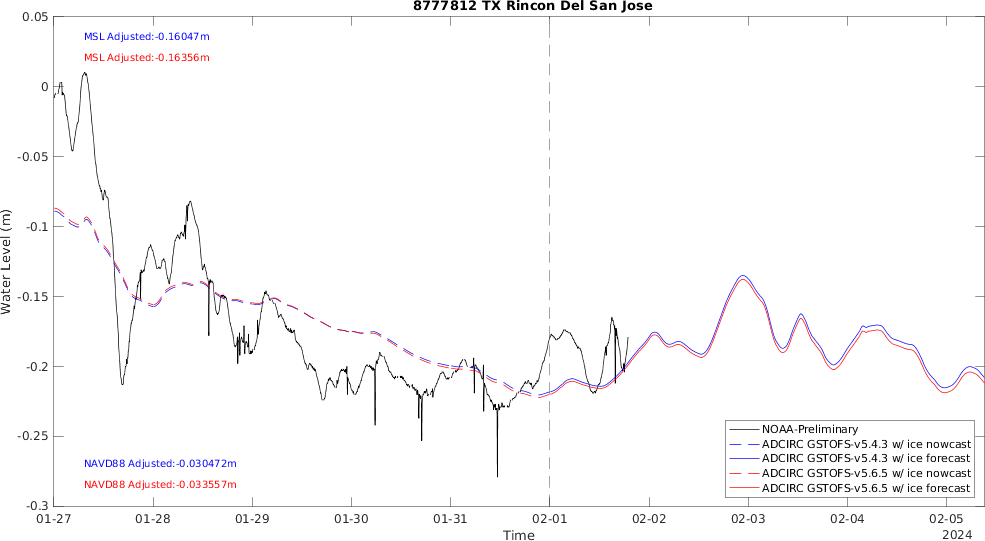 8777812 TX Rincon Del San Jose
MSL Adjusted:-0.16047m
MSL Adjusted:-0.16356m
0.05
0
-0.05
-0.1
-0.15
-0.2
-0.25
-0.3
Water Level (m)
NAVD88 Adjusted:-0.030472m
NAVD88 Adjusted:-0.033557m
NOAA-Preliminary
ADCIRC GSTOFS-v5.4.3 w/ ice nowcast
ADCIRC GSTOFS-v5.4.3 w/ ice forecast
ADCIRC GSTOFS-v5.6.5 w/ ice nowcast
ADCIRC GSTOFS-v5.6.5 w/ ice forecast
01-27 01-28 01-29 01-30 01-31 02-01 02-02 02-03 02-04 02-05
Time
2024